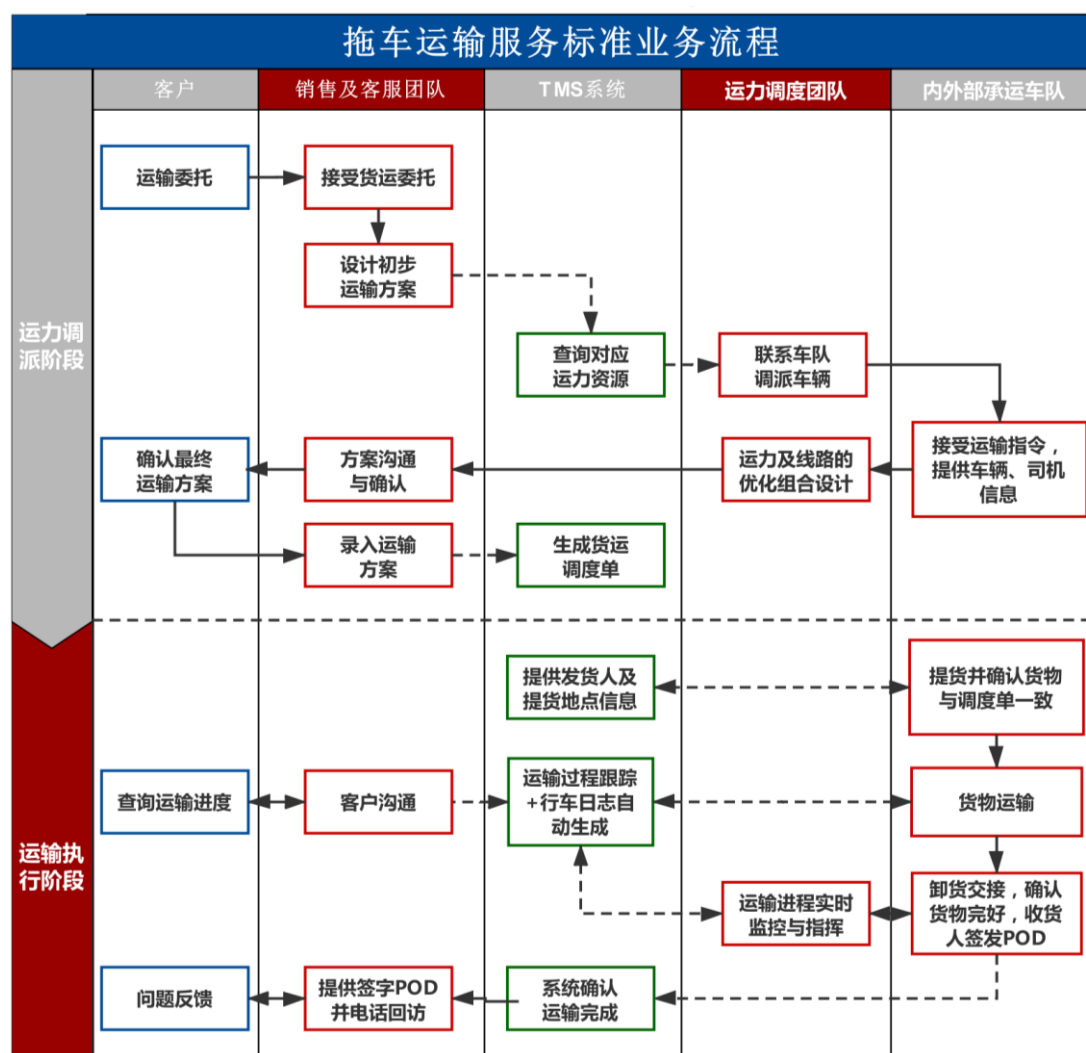 拖车运输服务标准业务流程
客户
销售及客服团队
TMS系统
运力调度团队
内外部承运车队
运力调
派阶段
运输委托
接受货运委托
设计初步
运输方案
查询对应
运力资源
联系车队
调派车辆
确认最终
运输方案
方案沟通
与确认
运力及线路的
优化组合设计
接受运输指令，
提供车辆、司机
信息
录入运输
方案
生成货运
调度单
运输执
行阶段
提供发货人及
提货地点信息
提货并确认货物
与调度单一致
查询运输进度
客户沟通
运输过程跟踪
+行车日志自
动生成
货物运输
运输进程实时
监控与指挥
卸货交接，确认
货物完好，收货
人签发POD
问题反馈
提供签字POD
并电话回访
系统确认
运输完成